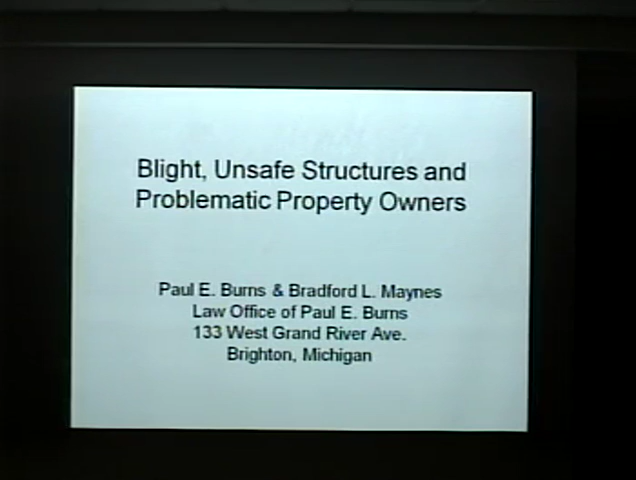 Blight, Unsafe Structures and
Problematic Property Owners
Paul E. Burns & Bradford L. Maynes
Law Office of Paul E. Burns
133 West Grand River Ave.
Brighton, Michigan